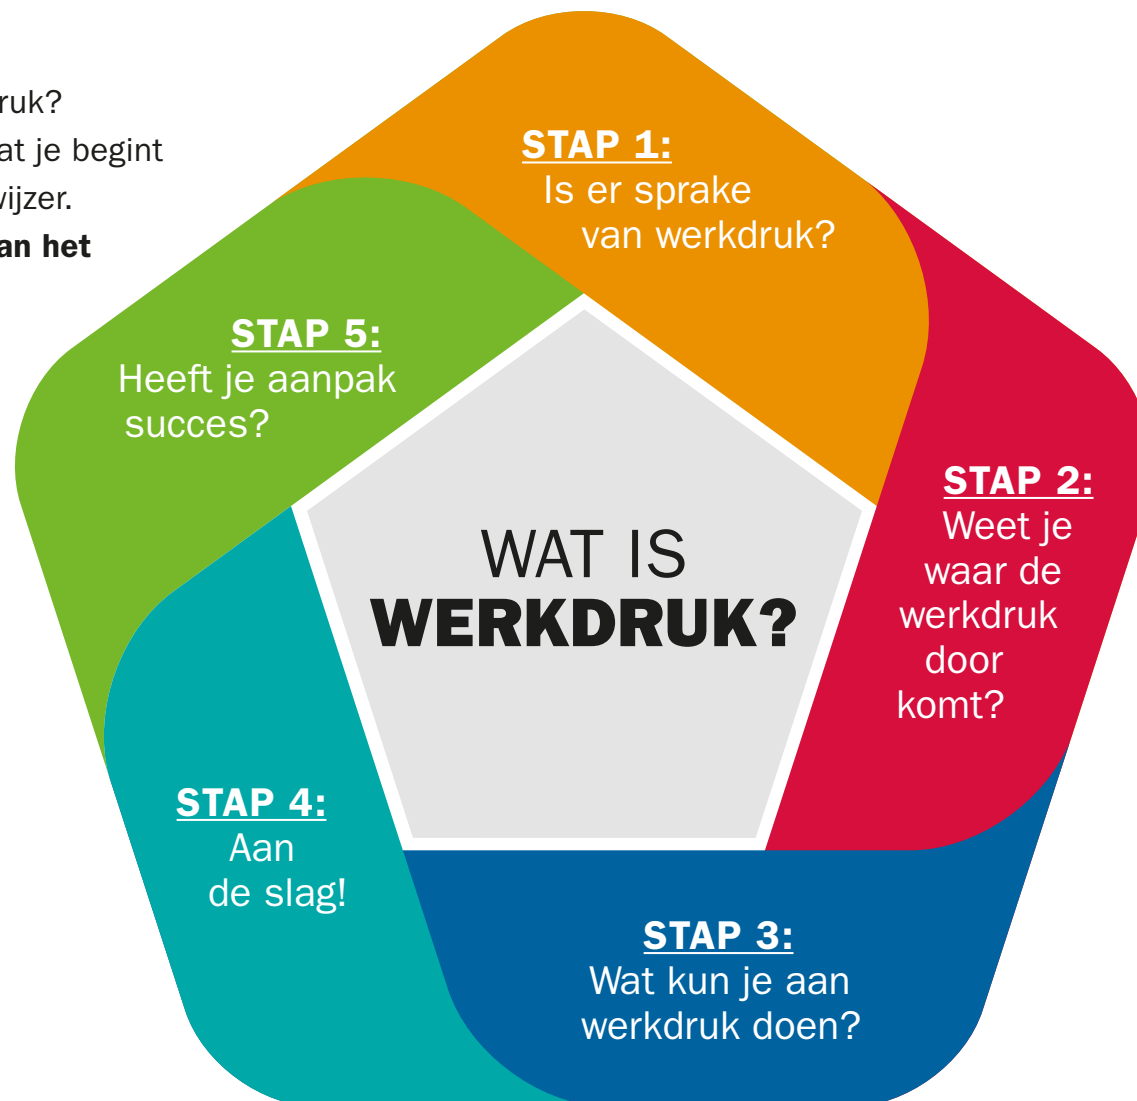 ruk?
at je begint
vijzer.
an het
STAP 1:
Is er sprake
van werkdruk?
STAP 2:
Weet je
waar de
werkdruk
door
komt?
STAP 3:
Wat kun je aan
werkdruk doen?
STAP 4:
Aan
de slag!
STAP 5:
Heeft je aanpak
succes?
WAT IS
WERKDRUK?